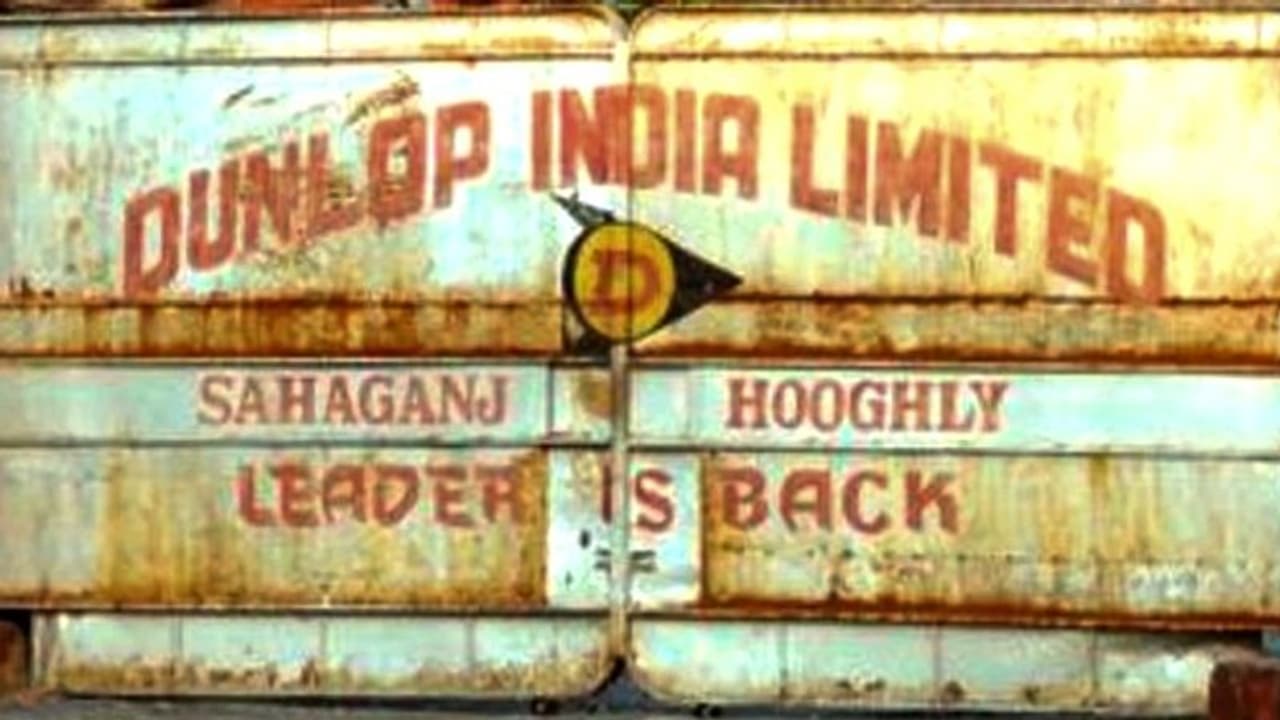 DUNLOP INDIA LIMITED
D
SAHAGANJ HOOGHLY
LEADER IS BACK